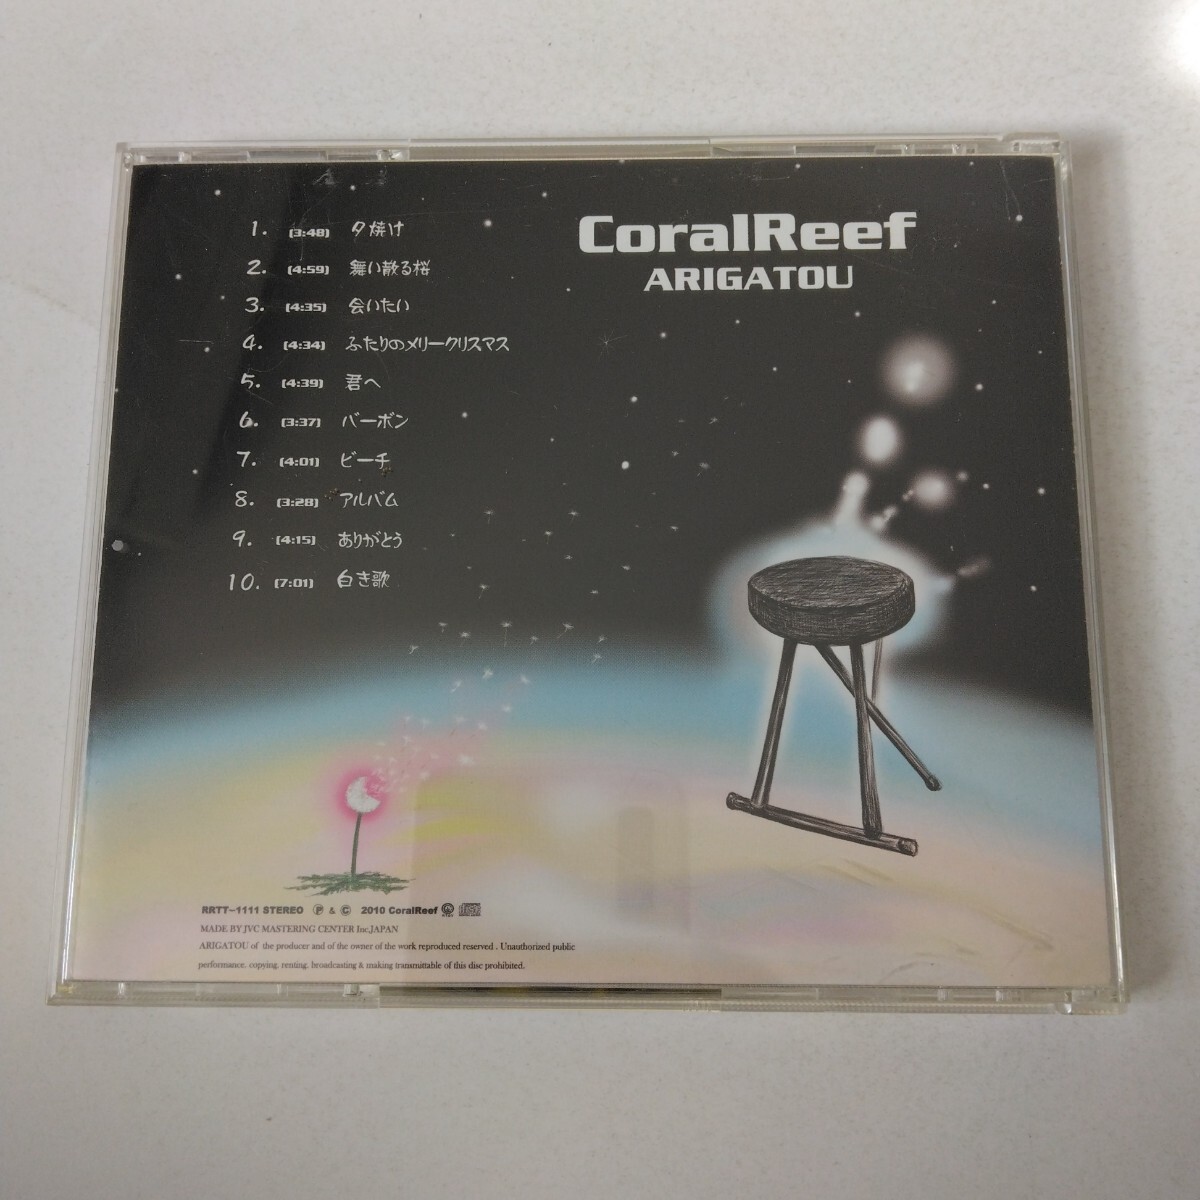 CoralReef
ARIGATOU
1. (3:48) 夕焼け
2. (4:59) 舞い散る桜
3. (4:35) 会いたい
4. (4:34) ふたりのメリークリスマス
5. (4:39) 君へ
6. (3:37) バーボン
7. (4:01) ビーチ
8. (3:28) アルバム
9. (4:15) ありがとう
10. (7:01) 白き歌
RRTT-1111 STEREO Ⓟ & Ⓒ 2010 CoralReef
MADE BY JVC MASTERING CENTER Inc,JAPAN
ARIGATOU of the producer and of the owner of the work reproduced reserved . Unauthorized public
performance. copying. renting. broadcasting & making transmittable of this disc prohibited.